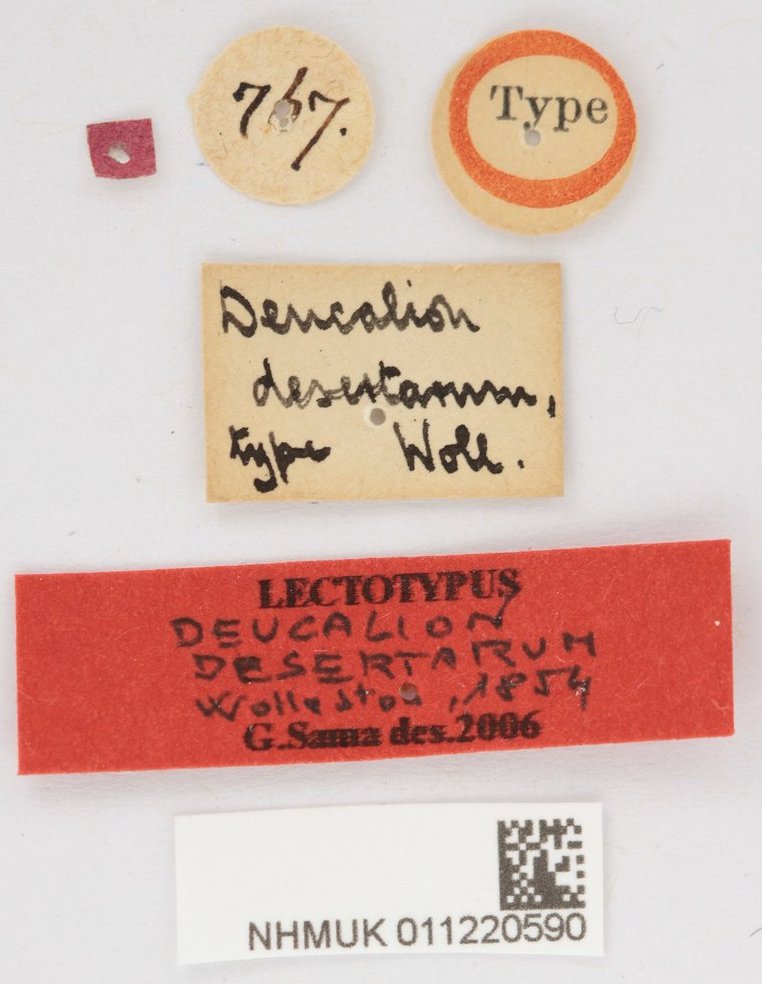 767.
Type
Deucalion
desertarum,
type Woll.
LECTOTYPUS
DEUCALION
DESERTARUM
Wollaston, 1854
G.Sama des.2006
NHMUK 011220590